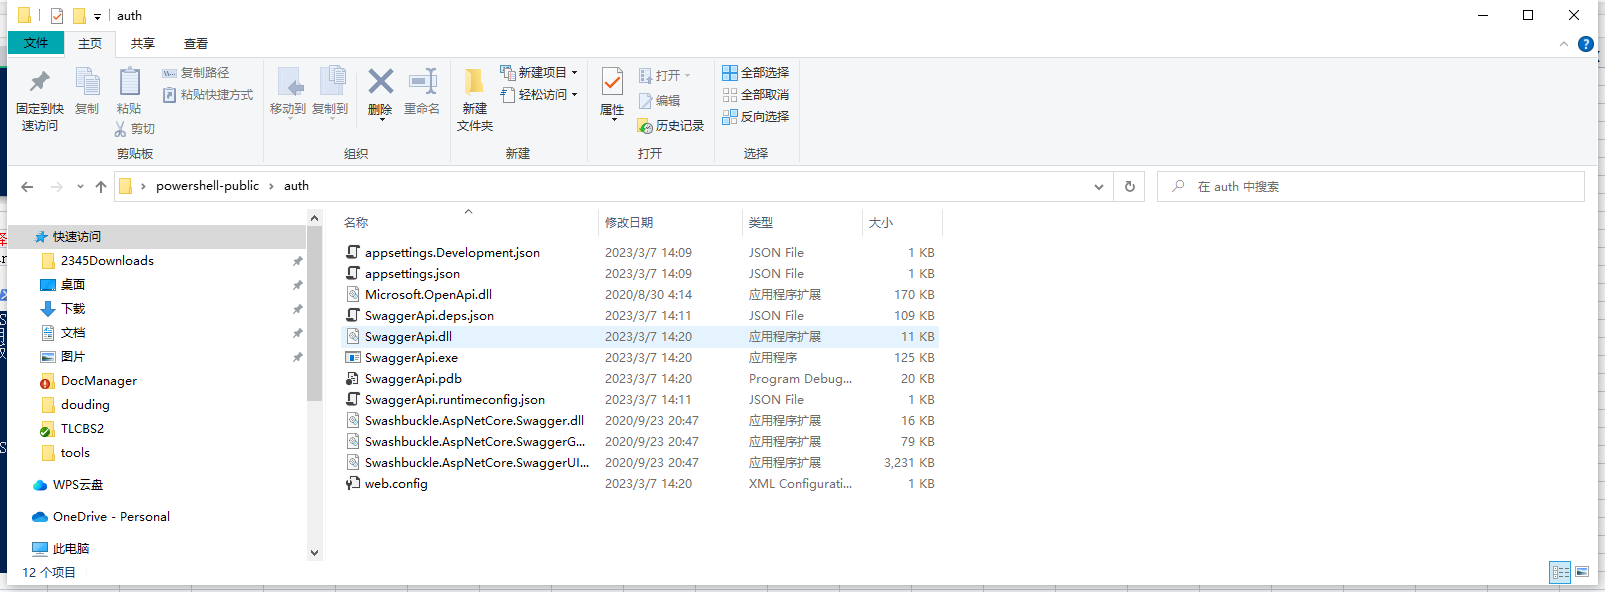 auth
文件 主页 共享 查看
固定到快速访问
复制
粘贴
复制路径
粘贴快捷方式
剪切
剪贴板
移动到
复制到
删除
重命名
组织
新建文件夹
新建项目
轻松访问
新建
属性
打开
编辑
历史记录
打开
全部选择
全部取消
反向选择
选择
powershell-public › auth
在 auth 中搜索
快速访问
2345Downloads
桌面
下载
文档
图片
DocManager
douding
TLCBS2
tools
WPS云盘
OneDrive - Personal
此电脑
名称 修改日期 类型 大小
appsettings.Development.json 2023/3/7 14:09 JSON File 1 KB
appsettings.json 2023/3/7 14:09 JSON File 1 KB
Microsoft.OpenApi.dll 2020/8/30 4:14 应用程序扩展 170 KB
SwaggerApi.deps.json 2023/3/7 14:11 JSON File 109 KB
SwaggerApi.dll 2023/3/7 14:20 应用程序扩展 11 KB
SwaggerApi.exe 2023/3/7 14:20 应用程序 125 KB
SwaggerApi.pdb 2023/3/7 14:20 Program Debug... 20 KB
SwaggerApi.runtimeconfig.json 2023/3/7 14:11 JSON File 1 KB
Swashbuckle.AspNetCore.Swagger.dll 2020/9/23 20:47 应用程序扩展 16 KB
Swashbuckle.AspNetCore.SwaggerG... 2020/9/23 20:47 应用程序扩展 79 KB
Swashbuckle.AspNetCore.SwaggerUI... 2020/9/23 20:47 应用程序扩展 3,231 KB
web.config 2023/3/7 14:20 XML Configurati... 1 KB
12 个项目